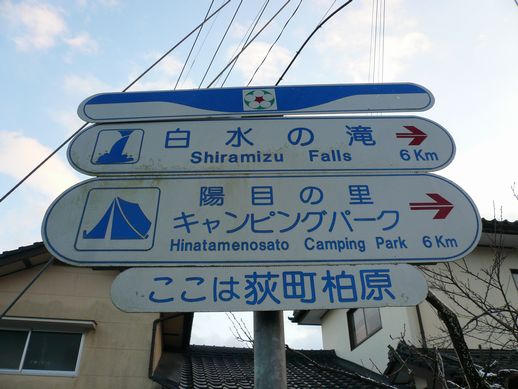 白水の滝
Shiramizu Falls 6Km
陽目の里
キャンピングパーク
Hinatamenosato Camping Park 6Km
ここは荻町柏原